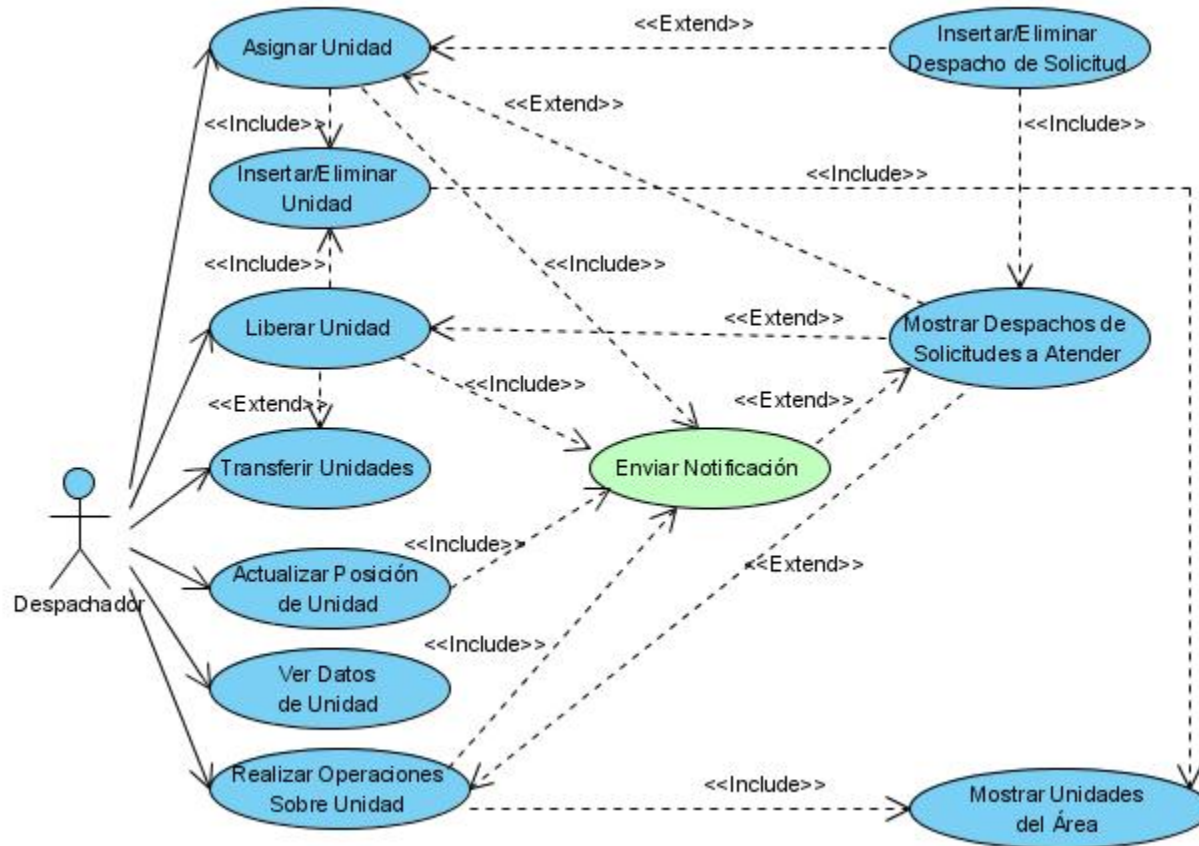 Asignar Unidad
<<Extend>>
Insertar/Eliminar
Despacho de Solicitud
<<Extend>>
<<Include>>
<<Include>>
Insertar/Eliminar
Unidad
<<Include>>
<<Include>>
<<Include>>
Liberar Unidad
<<Extend>>
Mostrar Despachos de
Solicitudes a Atender
<<Include>>
<<Extend>>
<<Extend>>
Transferir Unidades
Enviar Notificación
<<Include>>
Actualizar Posición
de Unidad
<<Extend>>
Despachador
<<Include>>
Ver Datos
de Unidad
Realizar Operaciones
Sobre Unidad
<<Include>>
Mostrar Unidades
del Área